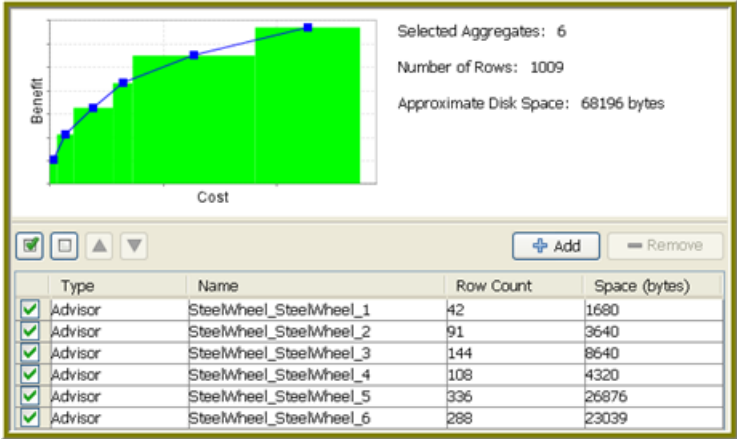 Selected Aggregates: 6
Number of Rows: 1009
Approximate Disk Space: 68196 bytes
Benefit
Cost
Add
Remove
Type Name Row Count Space (bytes)
Advisor SteelWheel_SteelWheel_1 42 1680
Advisor SteelWheel_SteelWheel_2 91 3640
Advisor SteelWheel_SteelWheel_3 144 8640
Advisor SteelWheel_SteelWheel_4 108 4320
Advisor SteelWheel_SteelWheel_5 336 26876
Advisor SteelWheel_SteelWheel_6 288 23039